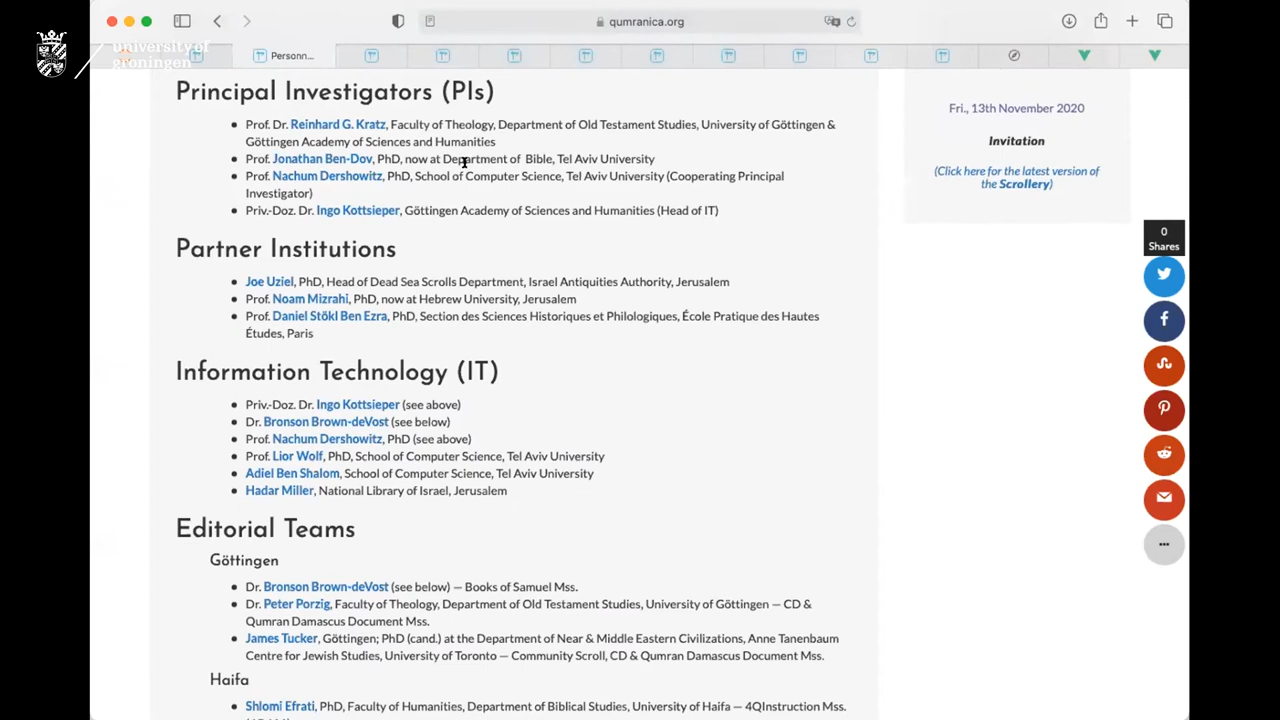 qumranica.org
university of
groningen
Personn...
Principal Investigators (PIs)
Prof. Dr. Reinhard G. Kratz, Faculty of Theology, Department of Old Testament Studies, University of Göttingen &
Göttingen Academy of Sciences and Humanities
Prof. Jonathan Ben-Dov, PhD, now at Department of Bible, Tel Aviv University
Prof. Nachum Dershowitz, PhD, School of Computer Science, Tel Aviv University (Cooperating Principal
Investigator)
Priv-Doz. Dr. Ingo Kottsieper, Göttingen Academy of Sciences and Humanities (Head of IT)
Partner Institutions
Joe Uziel, PhD, Head of Dead Sea Scrolls Department, Israel Antiquities Authority, Jerusalem
Prof. Noam Mizrahi, PhD, now at Hebrew University, Jerusalem
Prof. Daniel Stökl Ben Ezra, PhD, Section des Sciences Historiques et Philologiques, École Pratique des Hautes
Études, Paris
Information Technology (IT)
Priv.-Doz. Dr. Ingo Kottsieper (see above)
Dr. Bronson Brown-deVost (see below)
Prof. Nachum Dershowitz, PhD (see above)
Prof. Lior Wolf, PhD, School of Computer Science, Tel Aviv University
Adiel Ben Shalom, School of Computer Science, Tel Aviv University
Hadar Miller, National Library of Israel, Jerusalem
Editorial Teams
Göttingen
Dr. Bronson Brown-deVost (see below) — Books of Samuel Mss.
Dr. Peter Porzig, Faculty of Theology, Department of Old Testament Studies, University of Göttingen — CD &
Qumran Damascus Document Mss.
James Tucker, Göttingen; PhD (cand.) at the Department of Near & Middle Eastern Civilizations, Anne Tanenbaum
Centre for Jewish Studies, University of Toronto — Community Scroll, CD & Qumran Damascus Document Mss.
Haifa
Shlomi Efrati, PhD, Faculty of Humanities, Department of Biblical Studies, University of Haifa — 4QInstruction Mss.
Fri., 13th November 2020
Invitation
(Click here for the latest version of
the Scrollery)
0
Shares